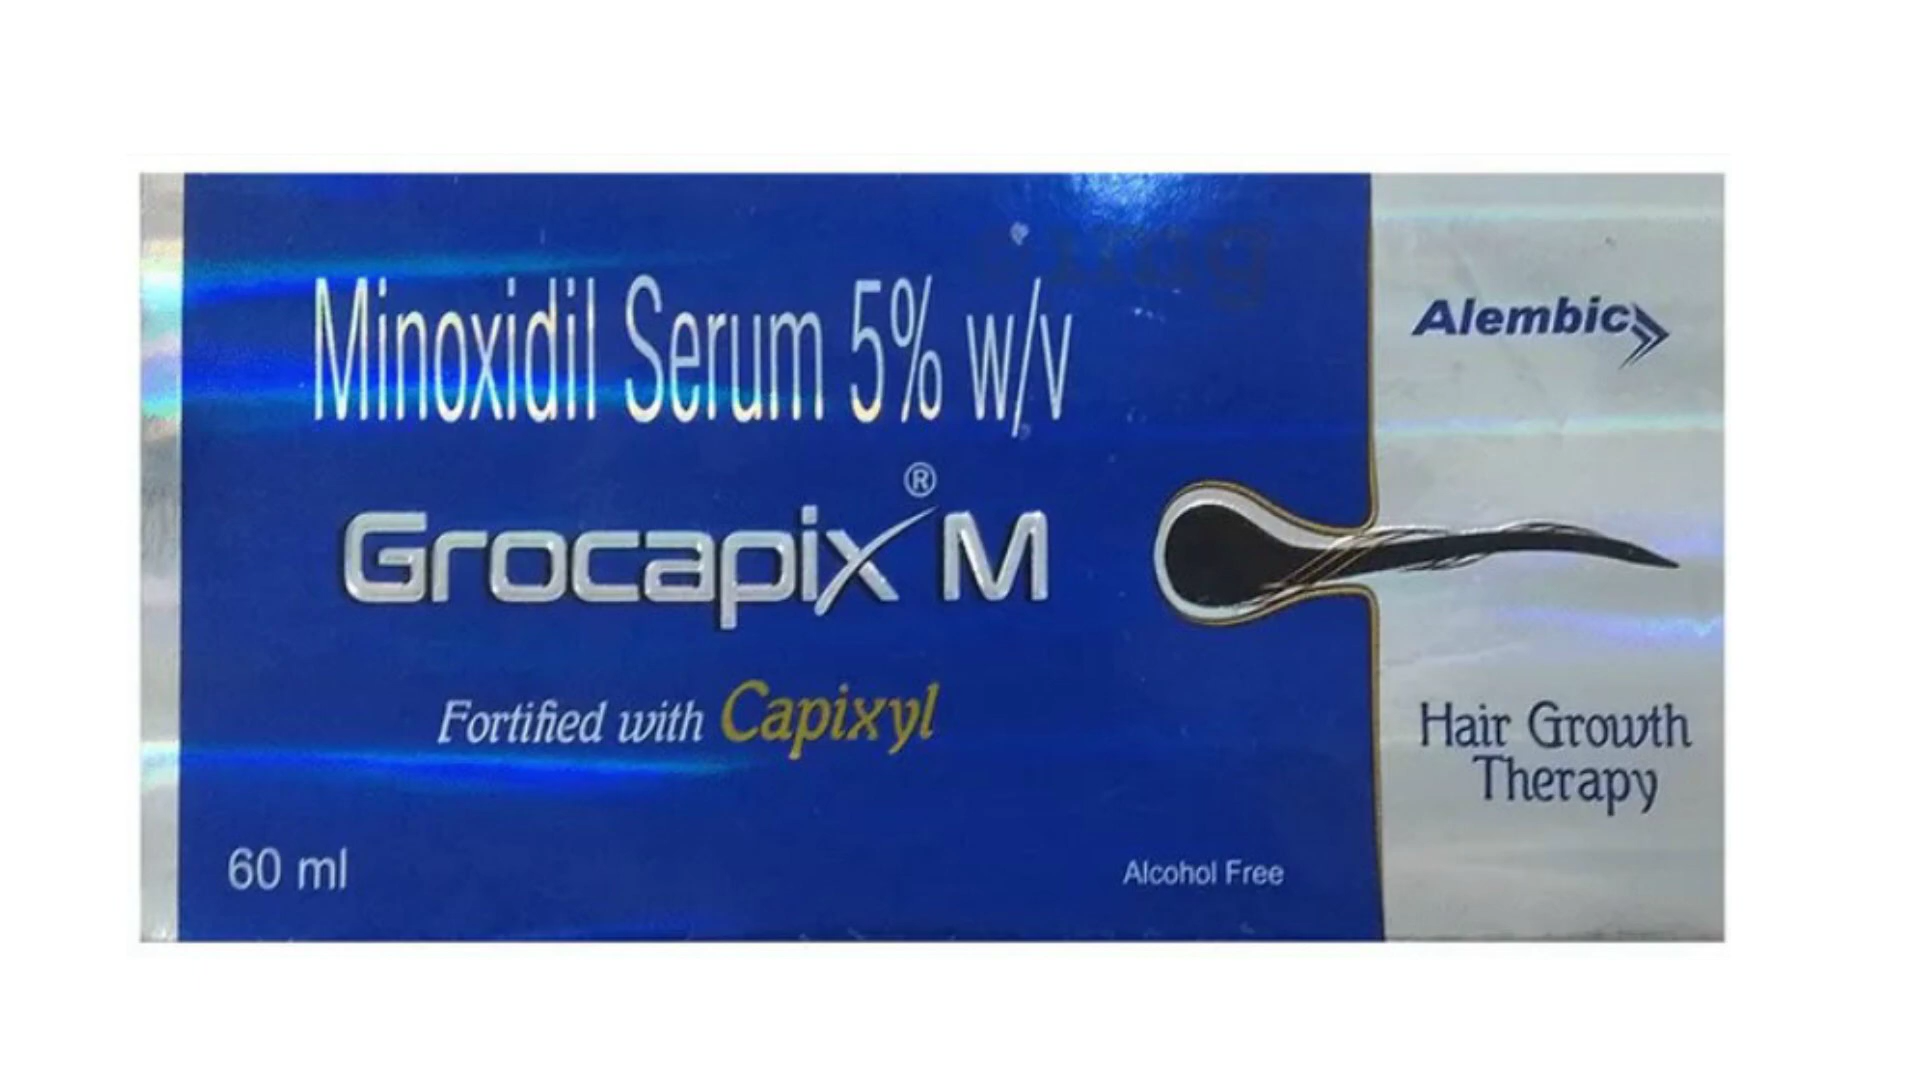 Minoxidil Serum 5% w/v
Grocapix® M
Fortified with Capixyl
60 ml
Alcohol Free
Alembic
Hair Growth
Therapy